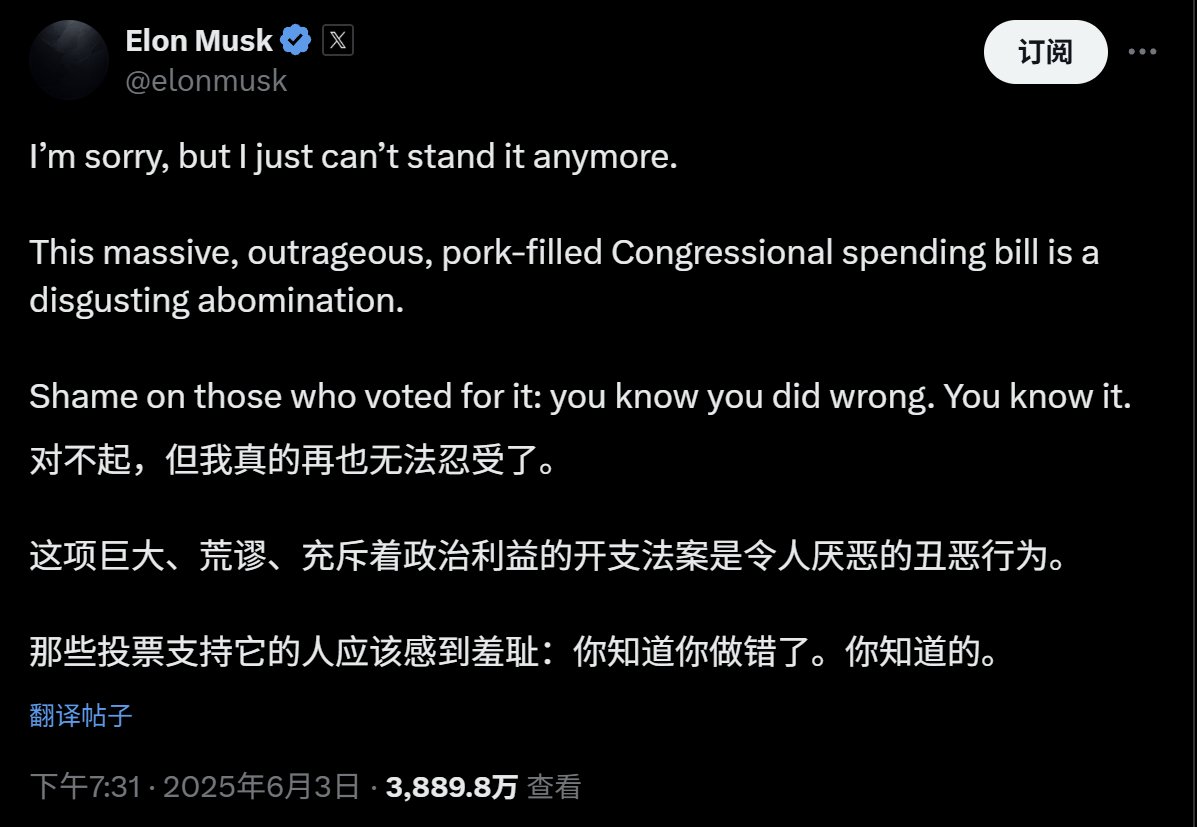 Elon Musk X
订阅
@elonmusk
I’m sorry, but I just can’t stand it anymore.
This massive, outrageous, pork-filled Congressional spending bill is a
disgusting abomination.
Shame on those who voted for it: you know you did wrong. You know it.
对不起，但我真的再也无法忍受了。
这项巨大、荒谬、充斥着政治利益的开支法案是令人厌恶的丑恶行为。
那些投票支持它的人应该感到羞耻：你知道你做错了。你知道的。
翻译帖子
下午7:31 · 2025年6月3日 · 3,889.8万 查看